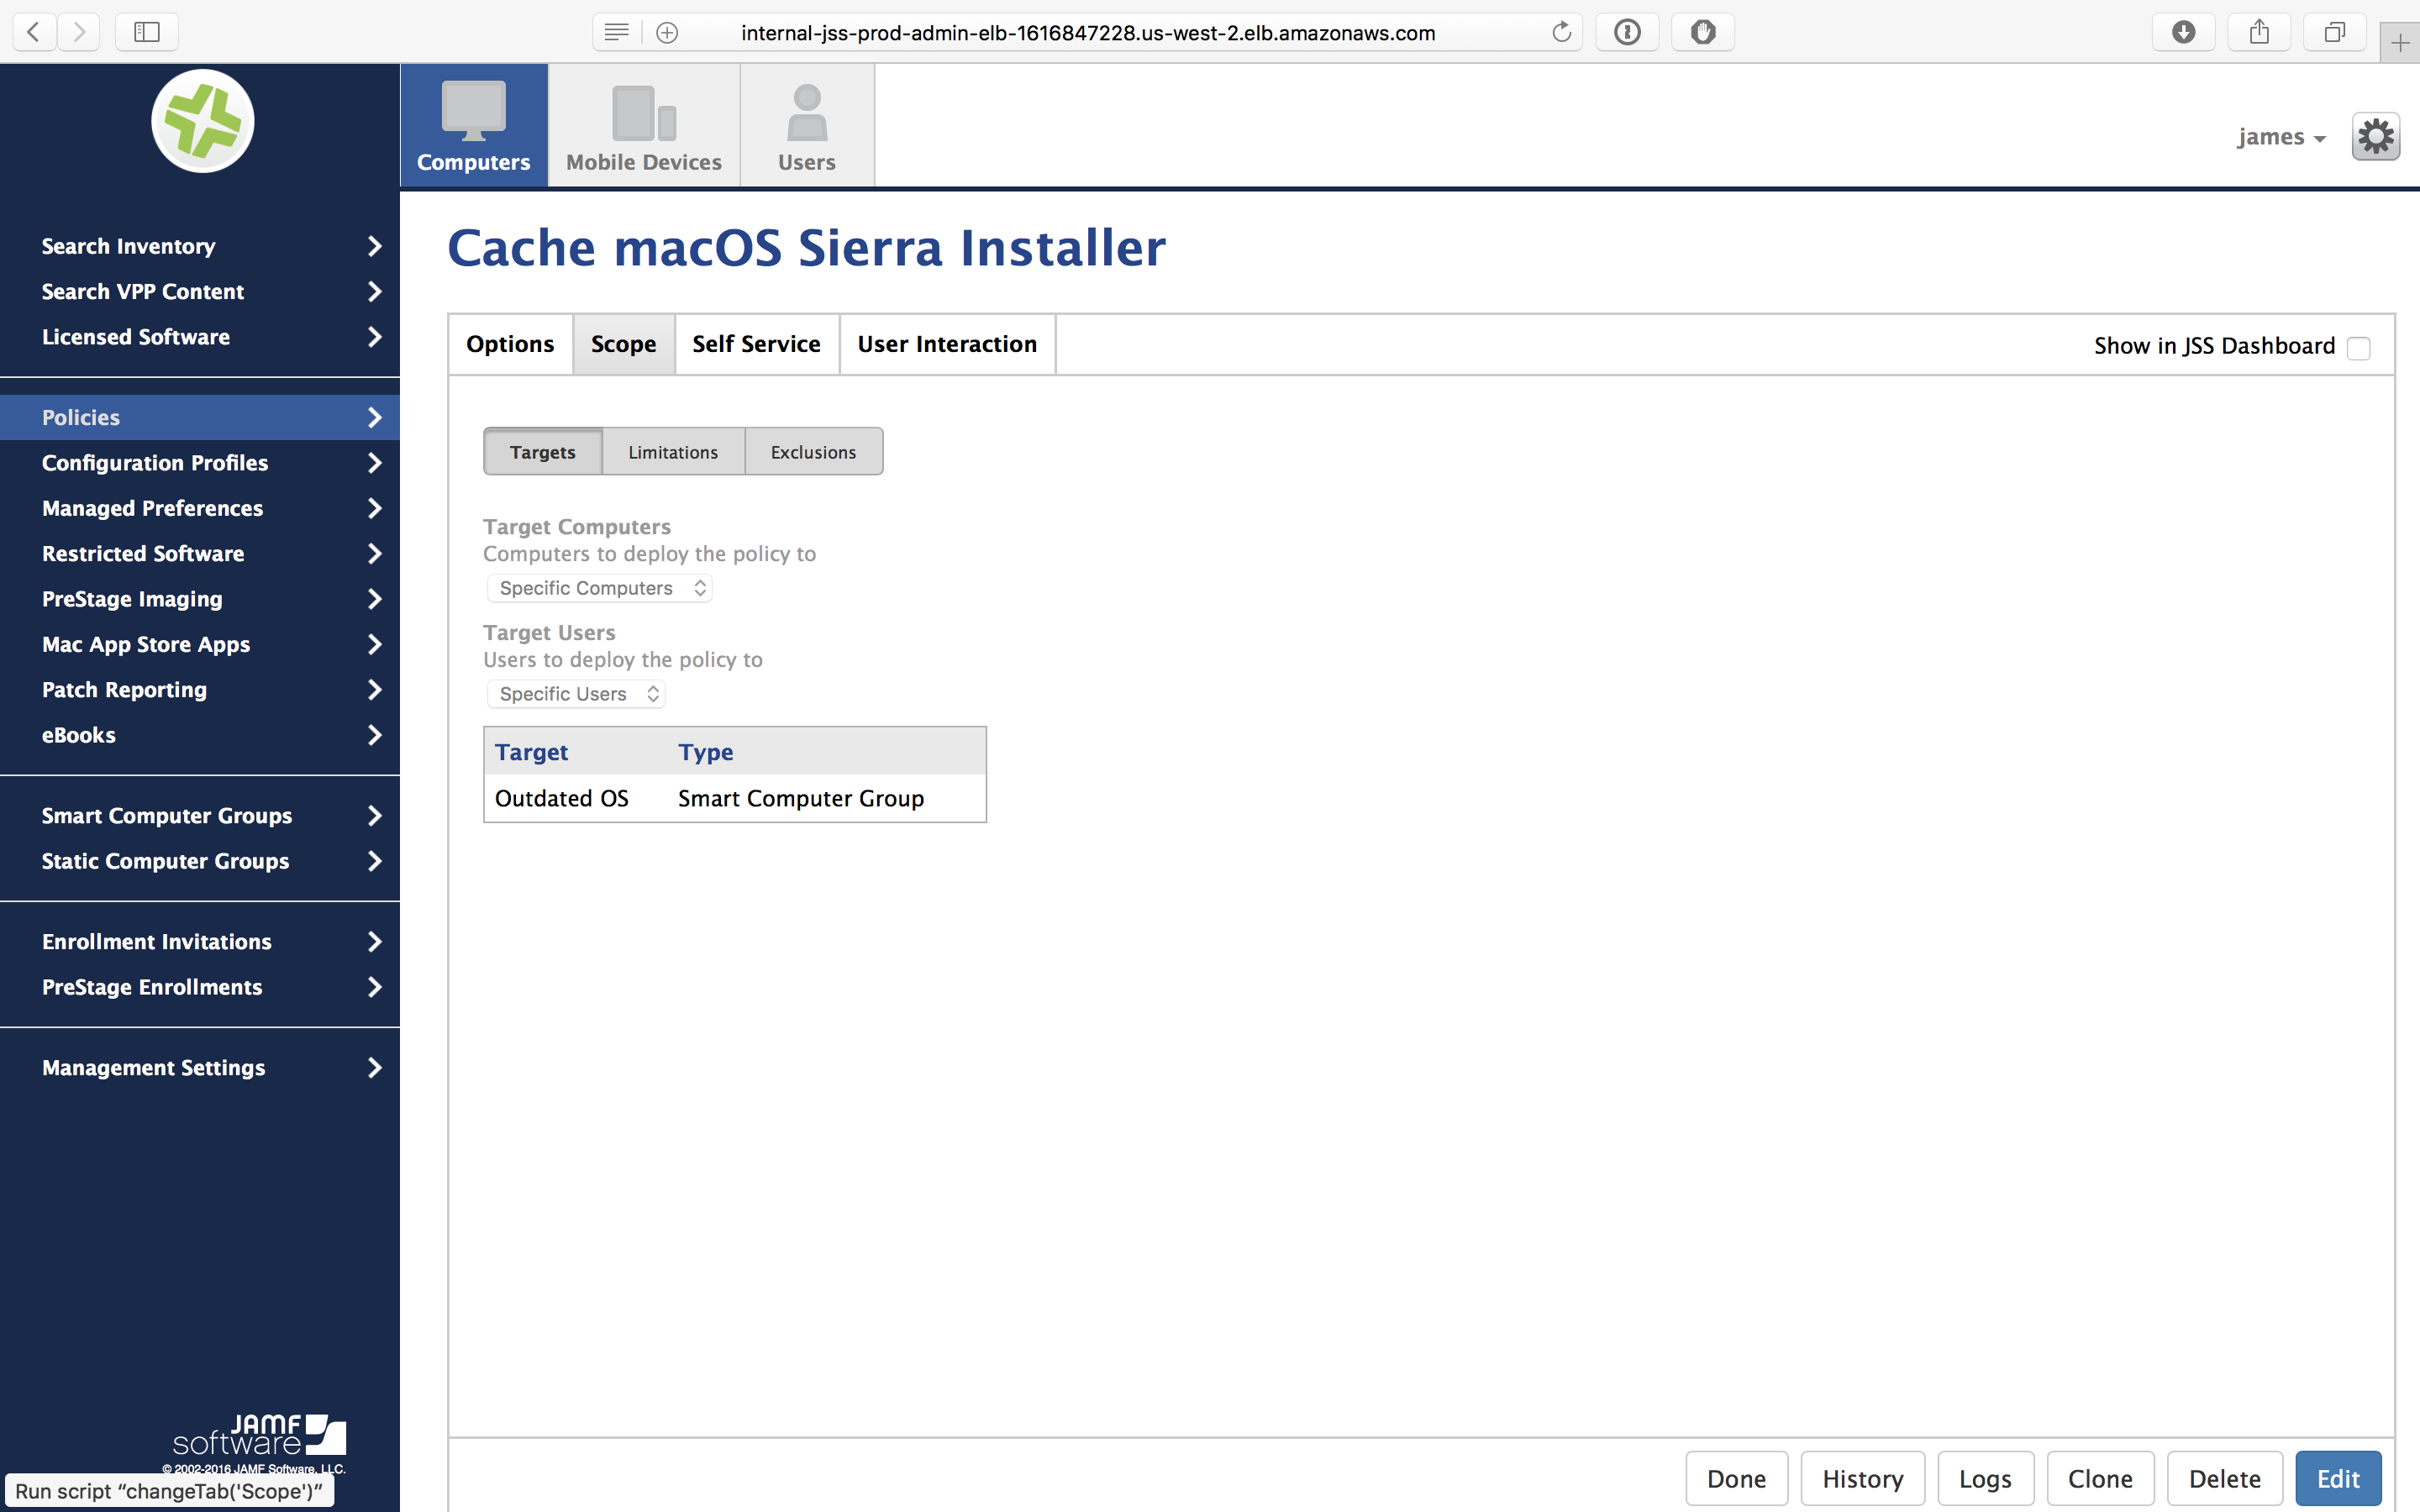 internal-jss-prod-admin-elb-1616847228.us-west-2.elb.amazonaws.com
Computers
Mobile Devices
Users
james
Search Inventory
Search VPP Content
Licensed Software
Policies
Configuration Profiles
Managed Preferences
Restricted Software
PreStage Imaging
Mac App Store Apps
Patch Reporting
eBooks
Smart Computer Groups
Static Computer Groups
Enrollment Invitations
PreStage Enrollments
Management Settings
JAMF
software
© 2002-2016 JAMF Software, LLC.
Run script “changeTab('Scope')”
Cache macOS Sierra Installer
Options Scope Self Service User Interaction
Show in JSS Dashboard
Targets Limitations Exclusions
Target Computers
Computers to deploy the policy to
Specific Computers
Target Users
Users to deploy the policy to
Specific Users
Target Type
Outdated OS Smart Computer Group
Done History Logs Clone Delete Edit